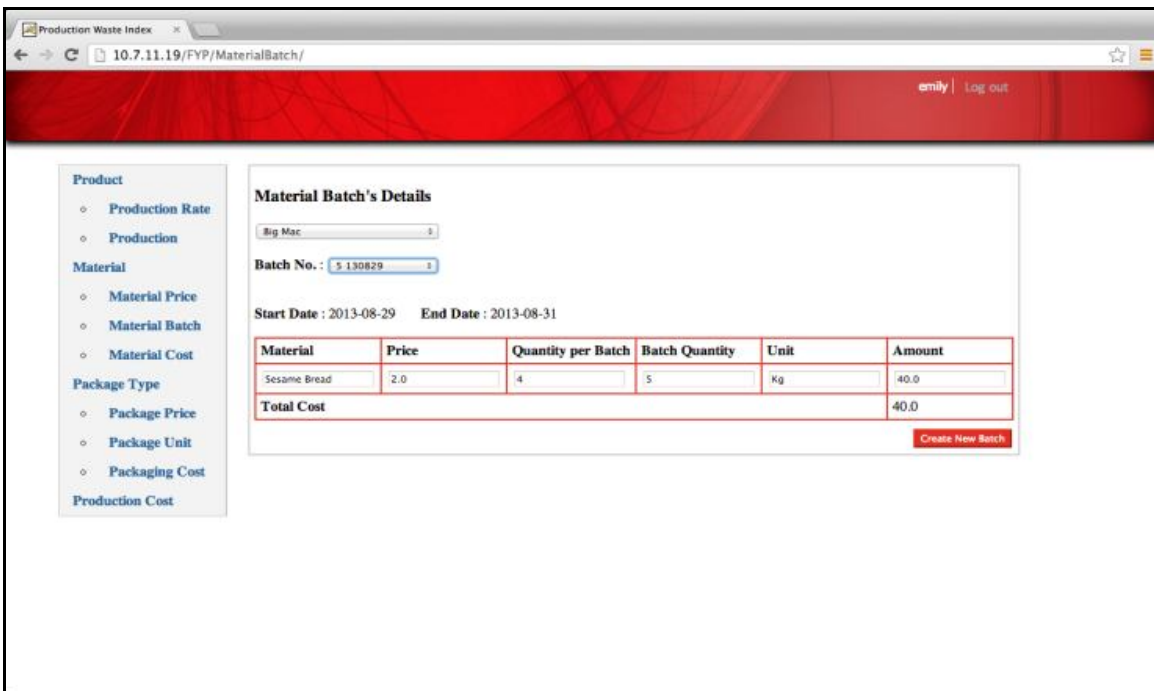 Production Waste Index
10.7.11.19/FYP/MaterialBatch/
emily | Log out
Product
Production Rate
Production
Material
Material Price
Material Batch
Material Cost
Package Type
Package Price
Package Unit
Packaging Cost
Production Cost
Material Batch's Details
Big Mac
Batch No. : 5 130829
Start Date : 2013-08-29 End Date : 2013-08-31
Material Price Quantity per Batch Batch Quantity Unit Amount
Sesame Bread 2.0 4 5 Kg 40.0
Total Cost 40.0
Create New Batch